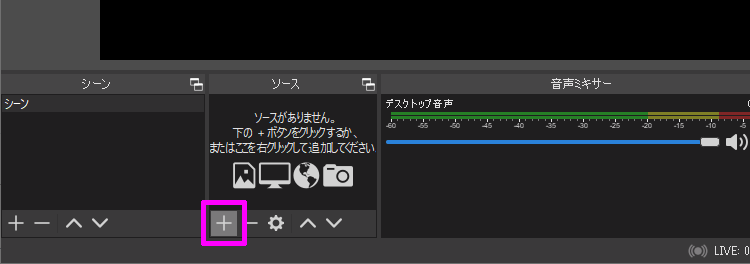 シーン
ソース
音声ミキサー
シーン
ソースがありません。
下の + ボタンをクリックするか、
またはここを右クリックして追加してください。
デスクトップ音声
-60 -55 -50 -45 -40 -35 -30 -25 -20 -15 -10 -5
LIVE: 0